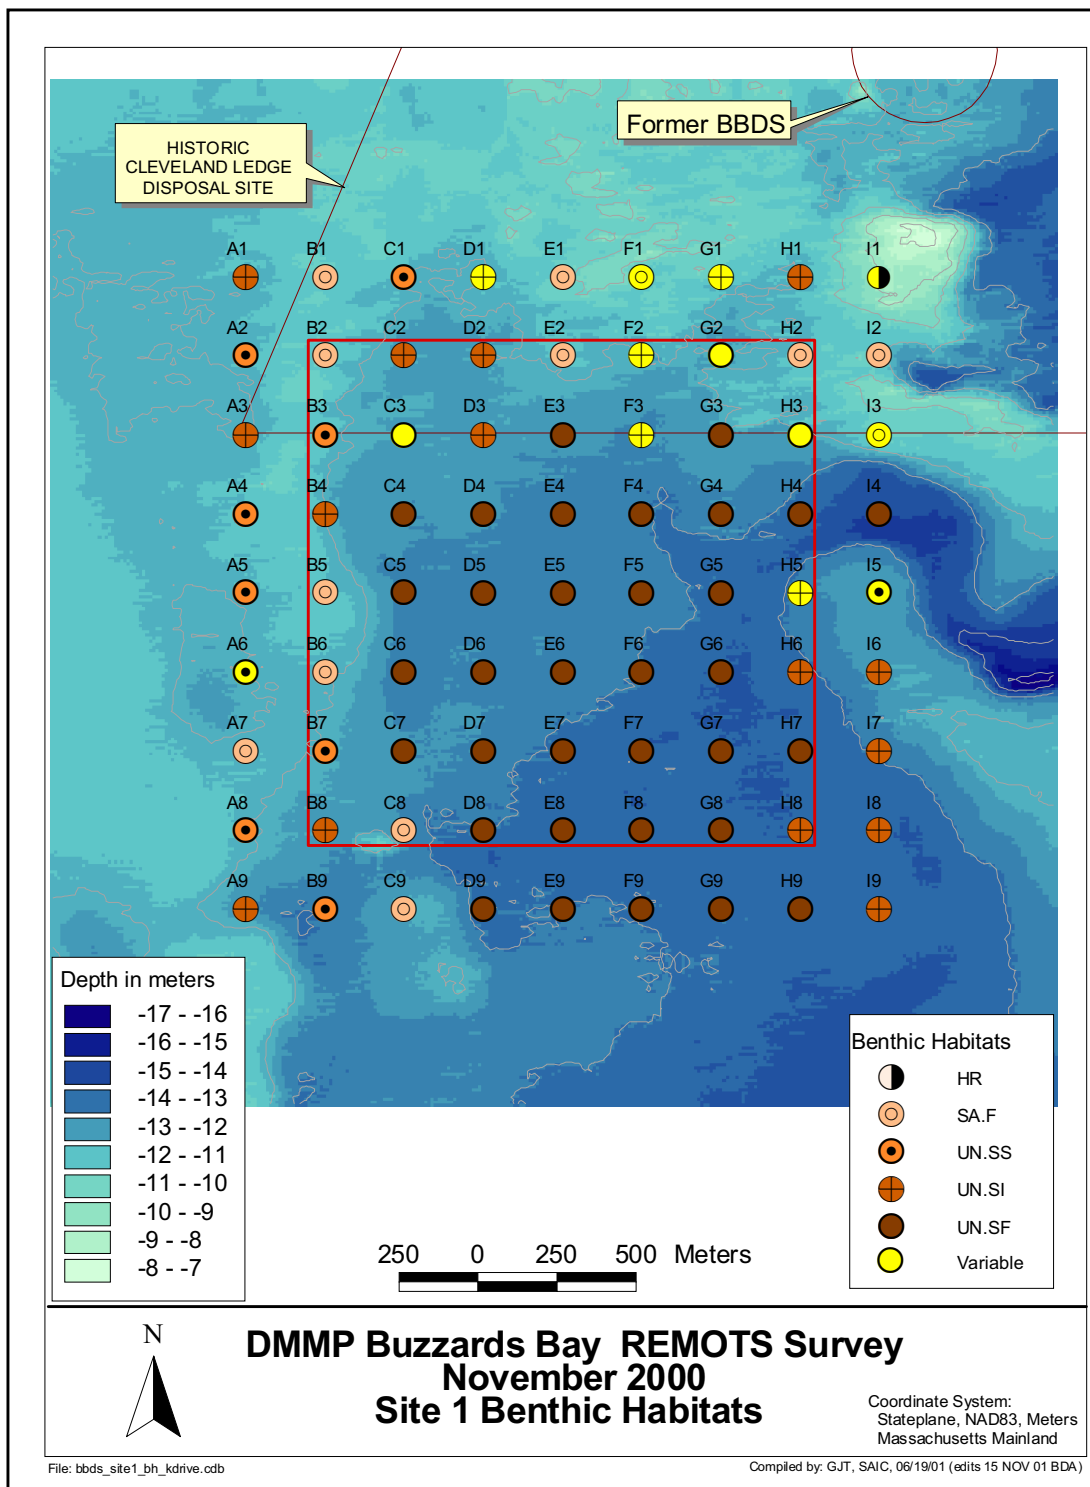 HISTORIC
CLEVELAND LEDGE
DISPOSAL SITE
Former BBDS
A1 B1 C1 D1 E1 F1 G1 H1 I1
A2 B2 C2 D2 E2 F2 G2 H2 I2
A3 B3 C3 D3 E3 F3 G3 H3 I3
A4 B4 C4 D4 E4 F4 G4 H4 I4
A5 B5 C5 D5 E5 F5 G5 H5 I5
A6 B6 C6 D6 E6 F6 G6 H6 I6
A7 B7 C7 D7 E7 F7 G7 H7 I7
A8 B8 C8 D8 E8 F8 G8 H8 I8
A9 B9 C9 D9 E9 F9 G9 H9 I9
Depth in meters
-17 - -16
-16 - -15
-15 - -14
-14 - -13
-13 - -12
-12 - -11
-11 - -10
-10 - -9
-9 - -8
-8 - -7
Benthic Habitats
HR
SA.F
UN.SS
UN.SI
UN.SF
Variable
250 0 250 500 Meters
N
DMMP Buzzards Bay REMOTS Survey
November 2000
Site 1 Benthic Habitats
Coordinate System:
Stateplane, NAD83, Meters
Massachusetts Mainland
File: bbds_site1_bh_kdrive.cdb
Compiled by: GJT, SAIC, 06/19/01 (edits 15 NOV 01 BDA)